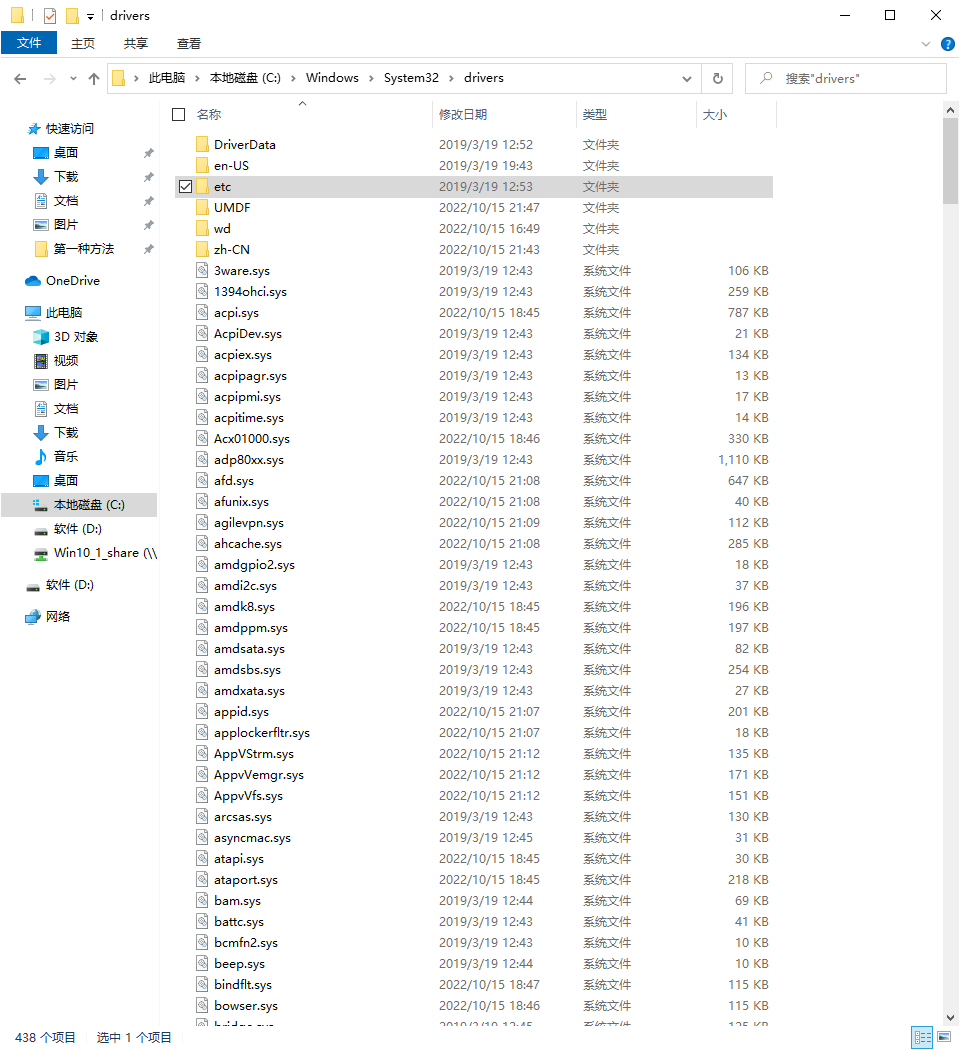 drivers
文件 主页 共享 查看
此电脑 本地磁盘 (C:) Windows System32 drivers 搜索"drivers"
快速访问
桌面
下载
文档
图片
第一种方法
OneDrive
此电脑
3D 对象
视频
图片
文档
下载
音乐
桌面
本地磁盘 (C:)
软件 (D:)
Win10_1_share (\\
软件 (D:)
网络
名称 修改日期 类型 大小
DriverData 2019/3/19 12:52 文件夹
en-US 2019/3/19 19:43 文件夹
etc 2019/3/19 12:53 文件夹
UMDF 2022/10/15 21:47 文件夹
wd 2022/10/15 16:49 文件夹
zh-CN 2022/10/15 21:43 文件夹
3ware.sys 2019/3/19 12:43 系统文件 106 KB
1394ohci.sys 2019/3/19 12:43 系统文件 259 KB
acpi.sys 2022/10/15 18:45 系统文件 787 KB
AcpiDev.sys 2019/3/19 12:43 系统文件 21 KB
acpiex.sys 2019/3/19 12:43 系统文件 134 KB
acpipagr.sys 2019/3/19 12:43 系统文件 13 KB
acpipmi.sys 2019/3/19 12:43 系统文件 17 KB
acpitime.sys 2019/3/19 12:43 系统文件 14 KB
Acx01000.sys 2022/10/15 18:46 系统文件 330 KB
adp80xx.sys 2019/3/19 12:43 系统文件 1,110 KB
afd.sys 2022/10/15 21:08 系统文件 647 KB
afunix.sys 2022/10/15 21:08 系统文件 40 KB
agilevpn.sys 2022/10/15 21:09 系统文件 112 KB
ahcache.sys 2022/10/15 21:08 系统文件 285 KB
amdgpio2.sys 2019/3/19 12:43 系统文件 18 KB
amdi2c.sys 2019/3/19 12:43 系统文件 37 KB
amdk8.sys 2022/10/15 18:45 系统文件 196 KB
amdppm.sys 2022/10/15 18:45 系统文件 197 KB
amdsata.sys 2019/3/19 12:43 系统文件 82 KB
amdsbs.sys 2019/3/19 12:43 系统文件 254 KB
amdxata.sys 2019/3/19 12:43 系统文件 27 KB
appid.sys 2022/10/15 21:07 系统文件 201 KB
applockerfltr.sys 2022/10/15 21:07 系统文件 18 KB
AppVStrm.sys 2022/10/15 21:12 系统文件 135 KB
AppvVemgr.sys 2022/10/15 21:12 系统文件 171 KB
AppvVfs.sys 2022/10/15 21:12 系统文件 151 KB
arcsas.sys 2019/3/19 12:43 系统文件 130 KB
asyncmac.sys 2019/3/19 12:45 系统文件 31 KB
atapi.sys 2022/10/15 18:45 系统文件 30 KB
ataport.sys 2022/10/15 18:45 系统文件 218 KB
bam.sys 2019/3/19 12:44 系统文件 69 KB
battc.sys 2019/3/19 12:43 系统文件 41 KB
bcmfn2.sys 2019/3/19 12:43 系统文件 10 KB
beep.sys 2019/3/19 12:44 系统文件 10 KB
bindflt.sys 2022/10/15 18:47 系统文件 115 KB
bowser.sys 2022/10/15 18:46 系统文件 115 KB
438 个项目 选中 1 个项目